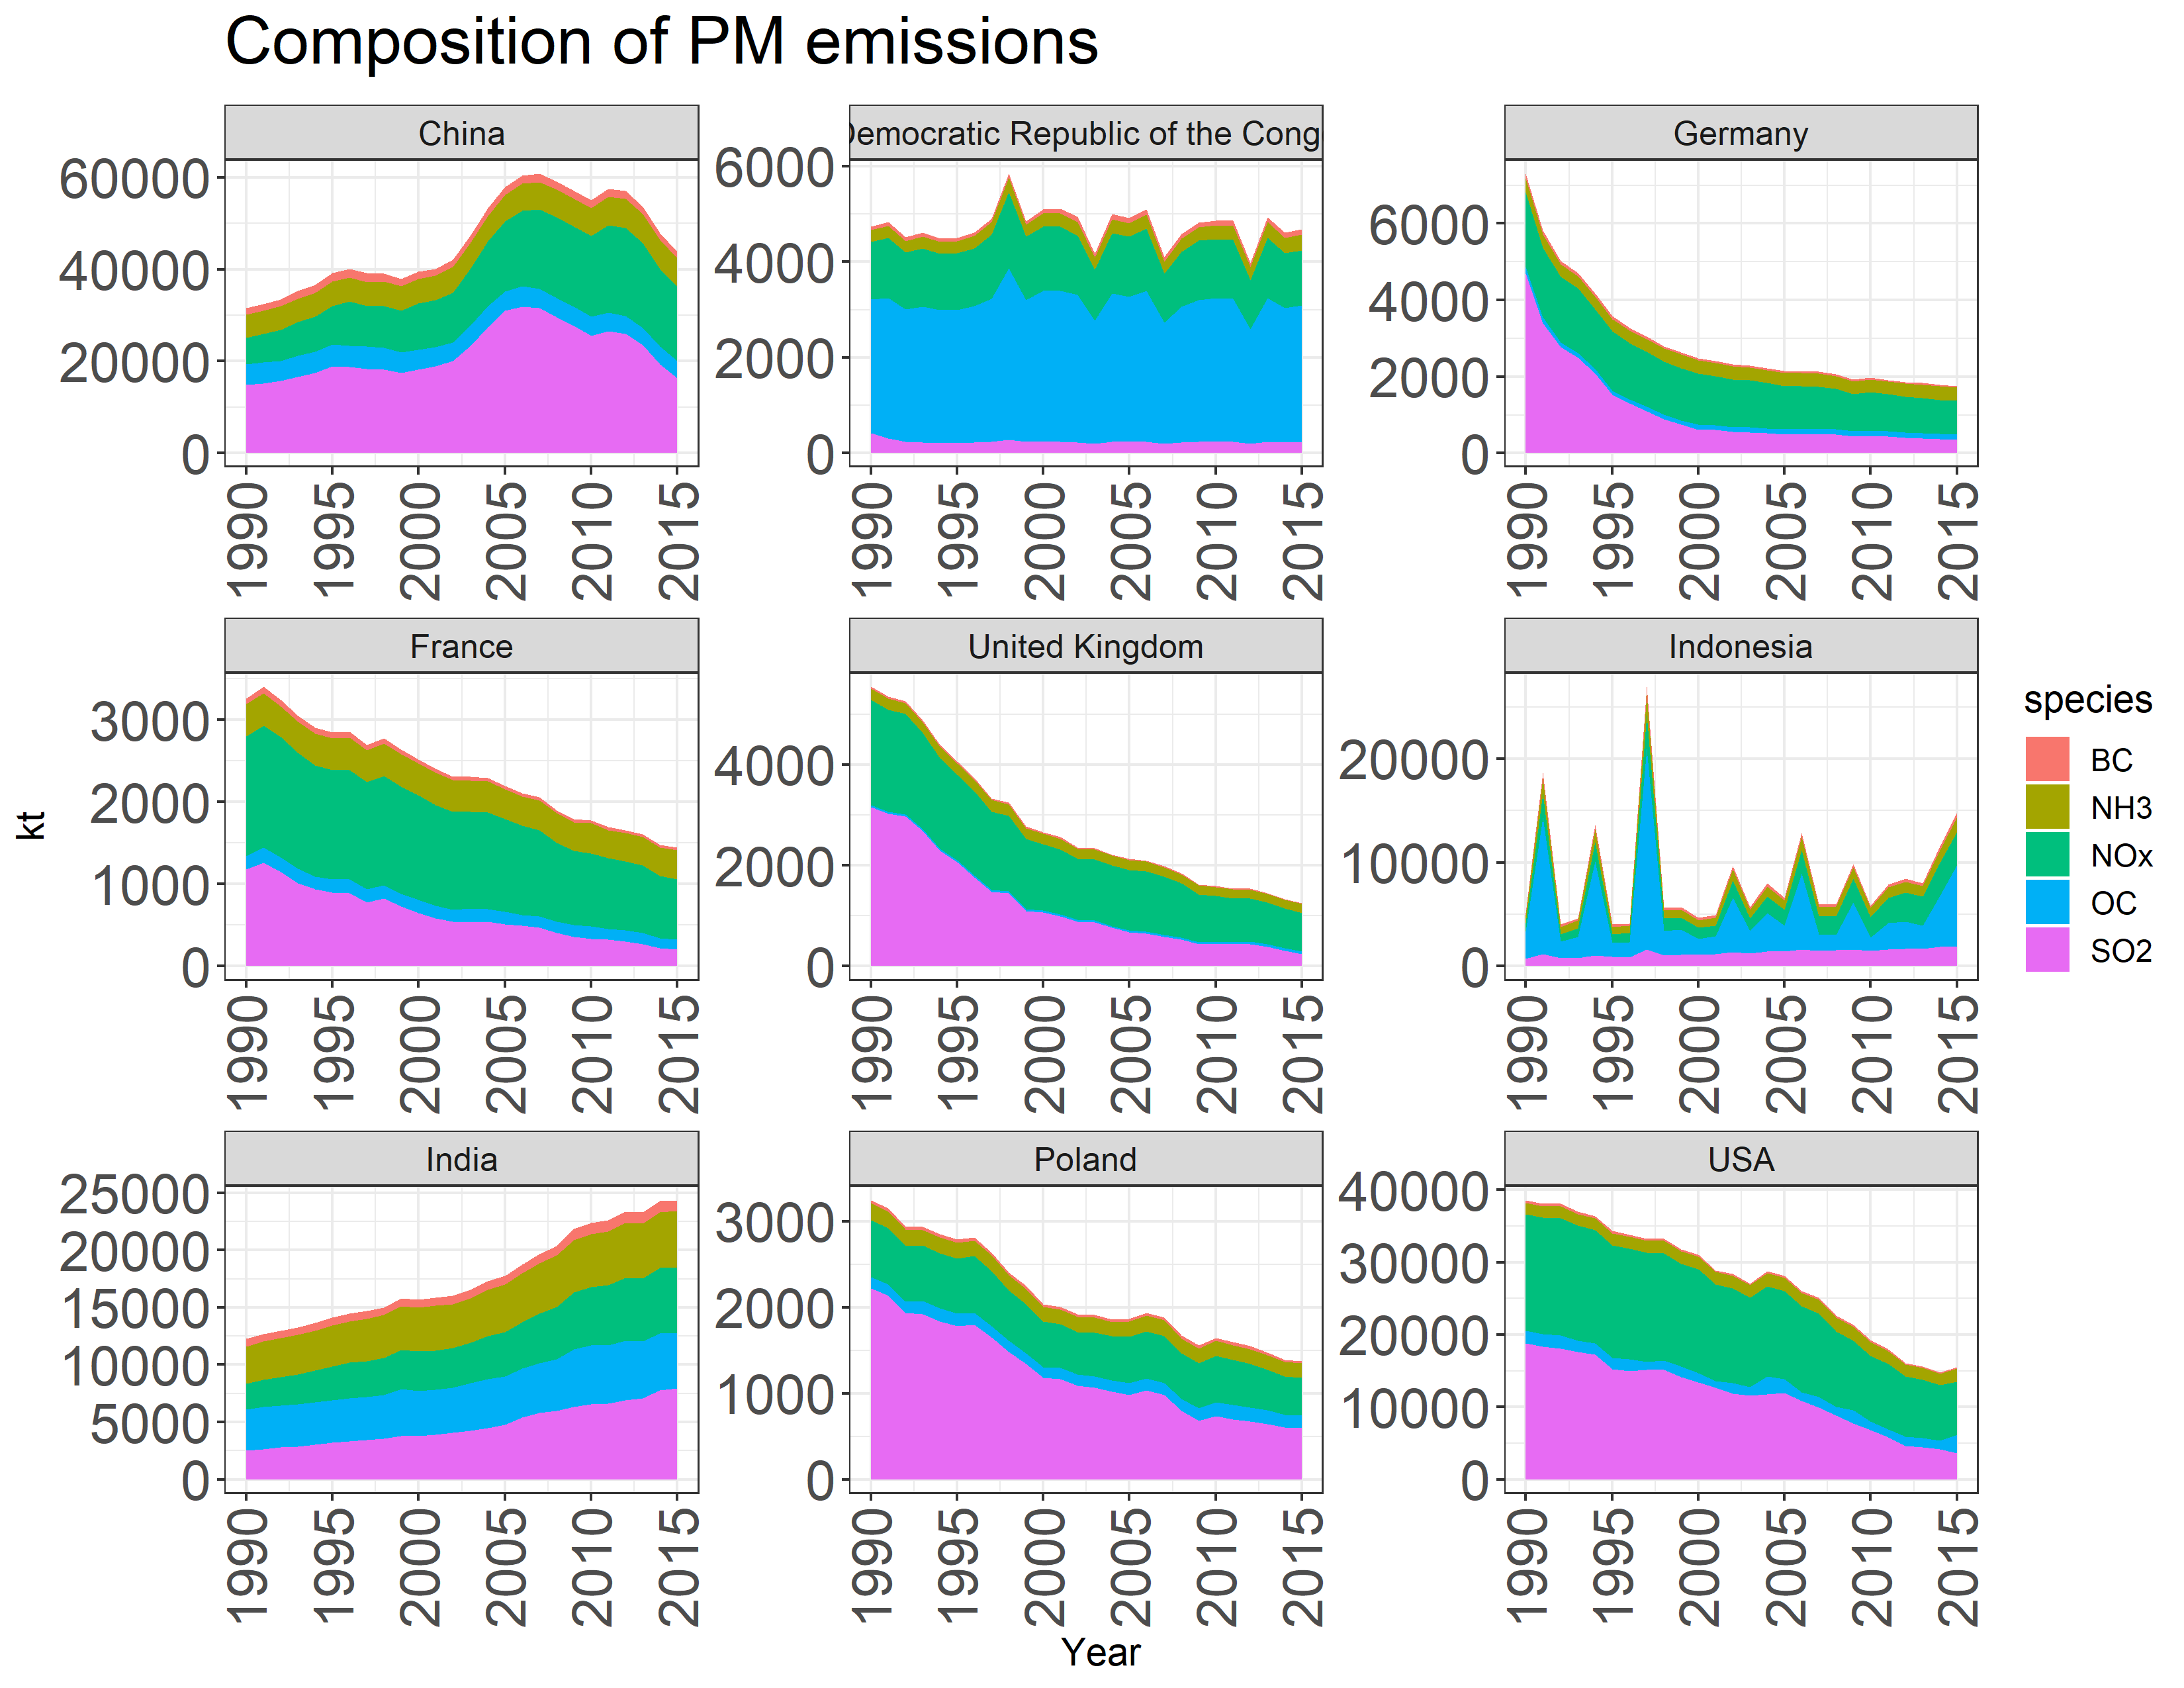 Composition of PM emissions
China
60000
40000
20000
0
1990 1995 2000 2005 2010 2015
Democratic Republic of the Cong
6000
4000
2000
0
1990 1995 2000 2005 2010 2015
Germany
6000
4000
2000
0
1990 1995 2000 2005 2010 2015
France
3000
2000
1000
0
1990 1995 2000 2005 2010 2015
United Kingdom
4000
2000
0
1990 1995 2000 2005 2010 2015
Indonesia
20000
10000
0
1990 1995 2000 2005 2010 2015
India
25000
20000
15000
10000
5000
0
1990 1995 2000 2005 2010 2015
Poland
3000
2000
1000
0
1990 1995 2000 2005 2010 2015
USA
40000
30000
20000
10000
0
1990 1995 2000 2005 2010 2015
kt
Year
species
BC
NH3
NOx
OC
SO2